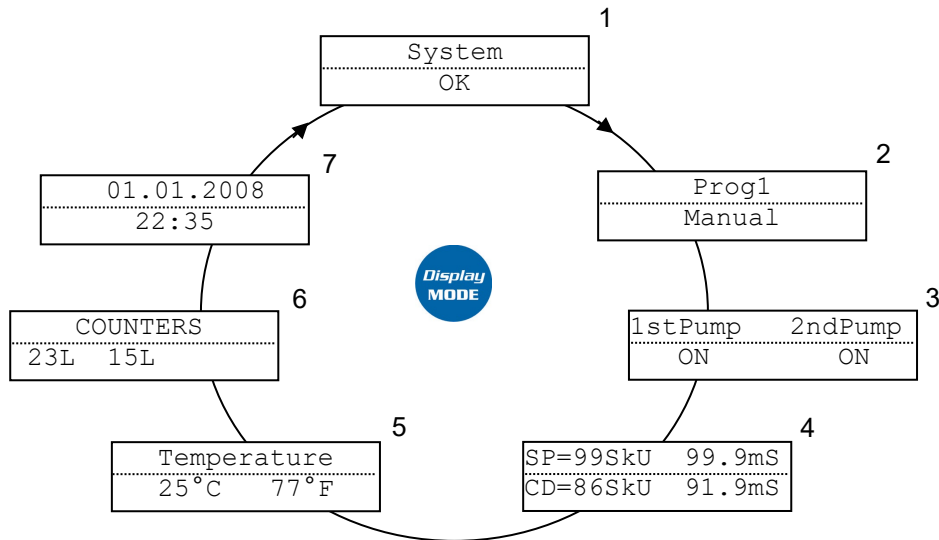 1
System
OK
2
Prog1
Manual
3
1stPump 2ndPump
ON ON
4
SP=99SkU 99.9mS
CD=86SkU 91.9mS
5
Temperature
25°C 77°F
6
COUNTERS
23L 15L
7
01.01.2008
22:35
Display
MODE